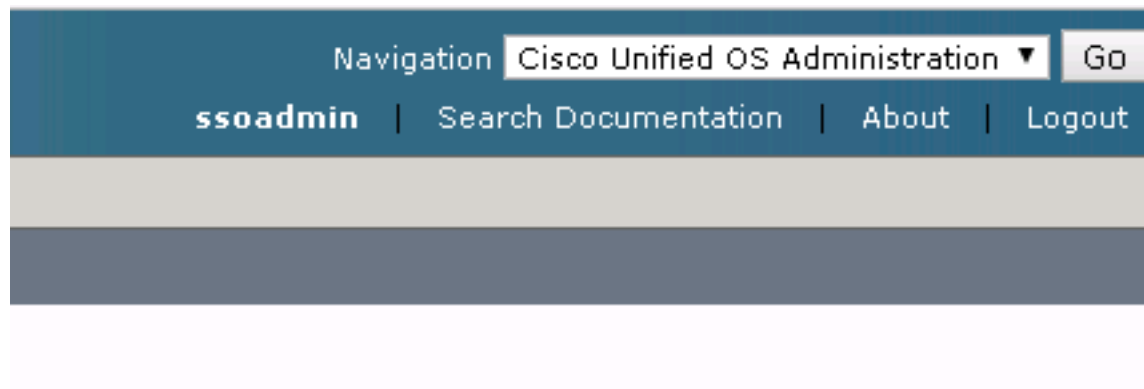 Navigation Cisco Unified OS Administration ▼ Go
ssoadmin | Search Documentation | About | Logout